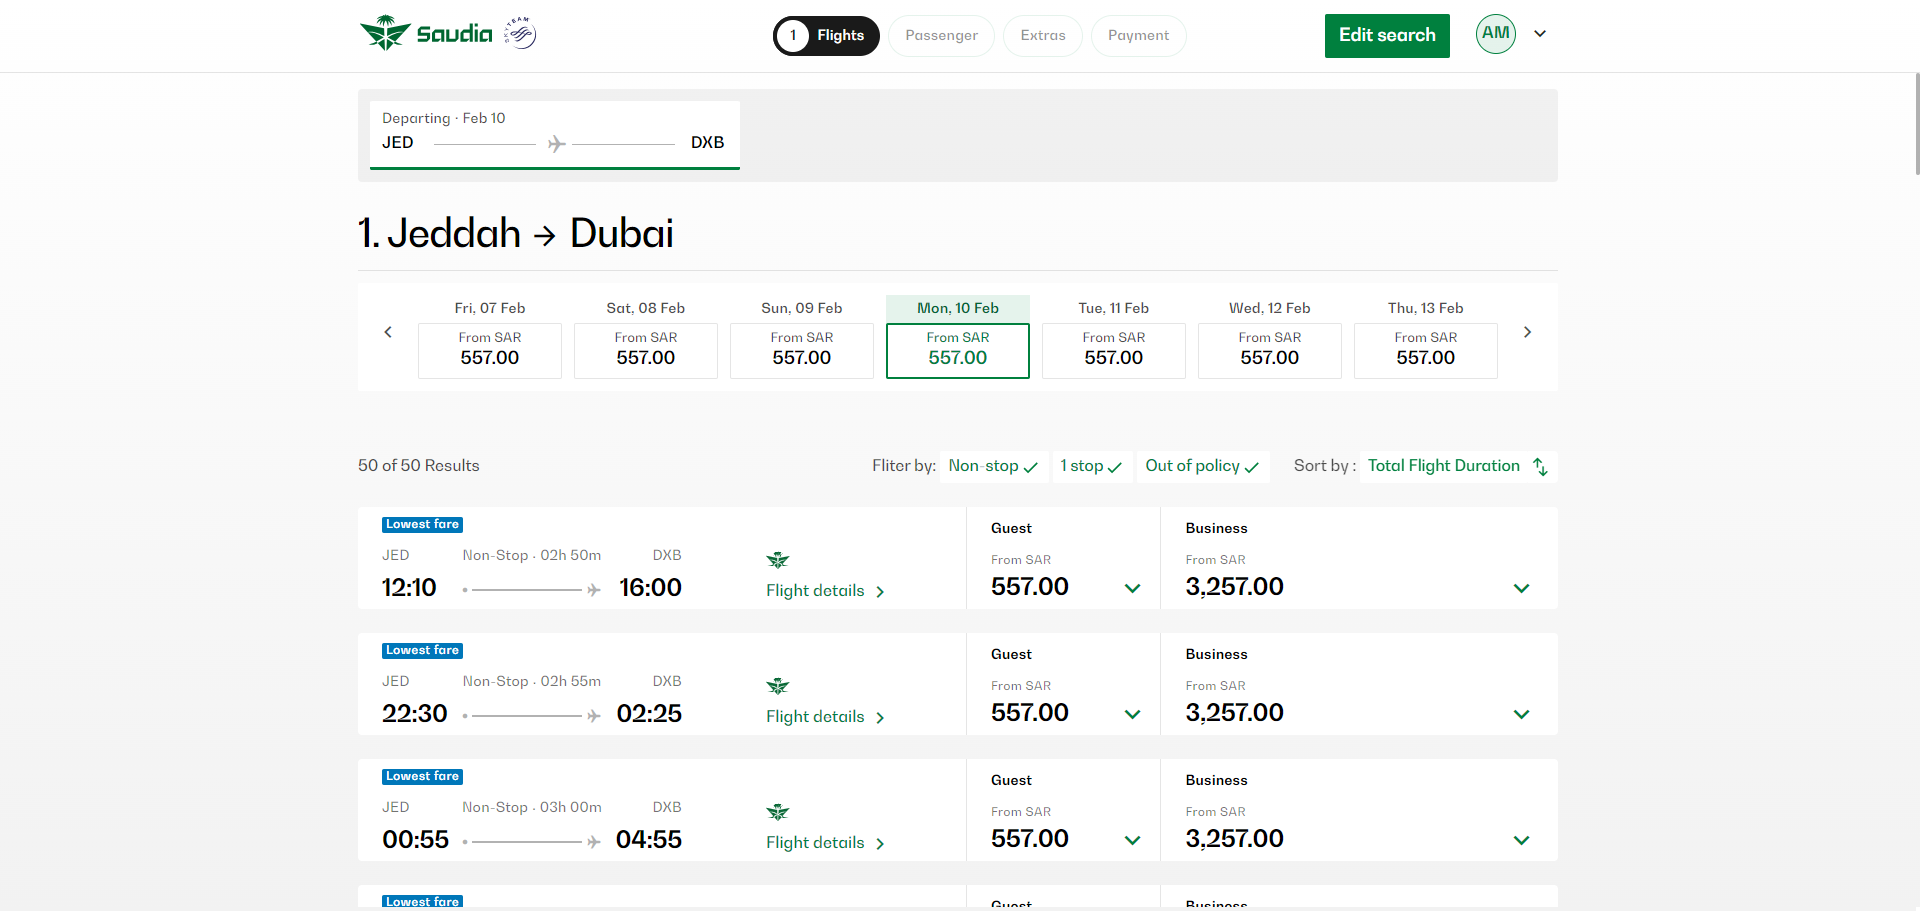 Saudia
SKYTEAM
1 Flights
Passenger
Extras
Payment
Edit search
AM
Departing · Feb 10
JED DXB
1. Jeddah → Dubai
Fri, 07 Feb
From SAR
557.00
Sat, 08 Feb
From SAR
557.00
Sun, 09 Feb
From SAR
557.00
Mon, 10 Feb
From SAR
557.00
Tue, 11 Feb
From SAR
557.00
Wed, 12 Feb
From SAR
557.00
Thu, 13 Feb
From SAR
557.00
50 of 50 Results
Fliter by: Non-stop 1 stop Out of policy
Sort by : Total Flight Duration
Lowest fare
JED Non-Stop · 02h 50m DXB
12:10 16:00
Flight details
Guest
From SAR
557.00
Business
From SAR
3,257.00
Lowest fare
JED Non-Stop · 02h 55m DXB
22:30 02:25
Flight details
Guest
From SAR
557.00
Business
From SAR
3,257.00
Lowest fare
JED Non-Stop · 03h 00m DXB
00:55 04:55
Flight details
Guest
From SAR
557.00
Business
From SAR
3,257.00
Lowest fare
Guest
Business